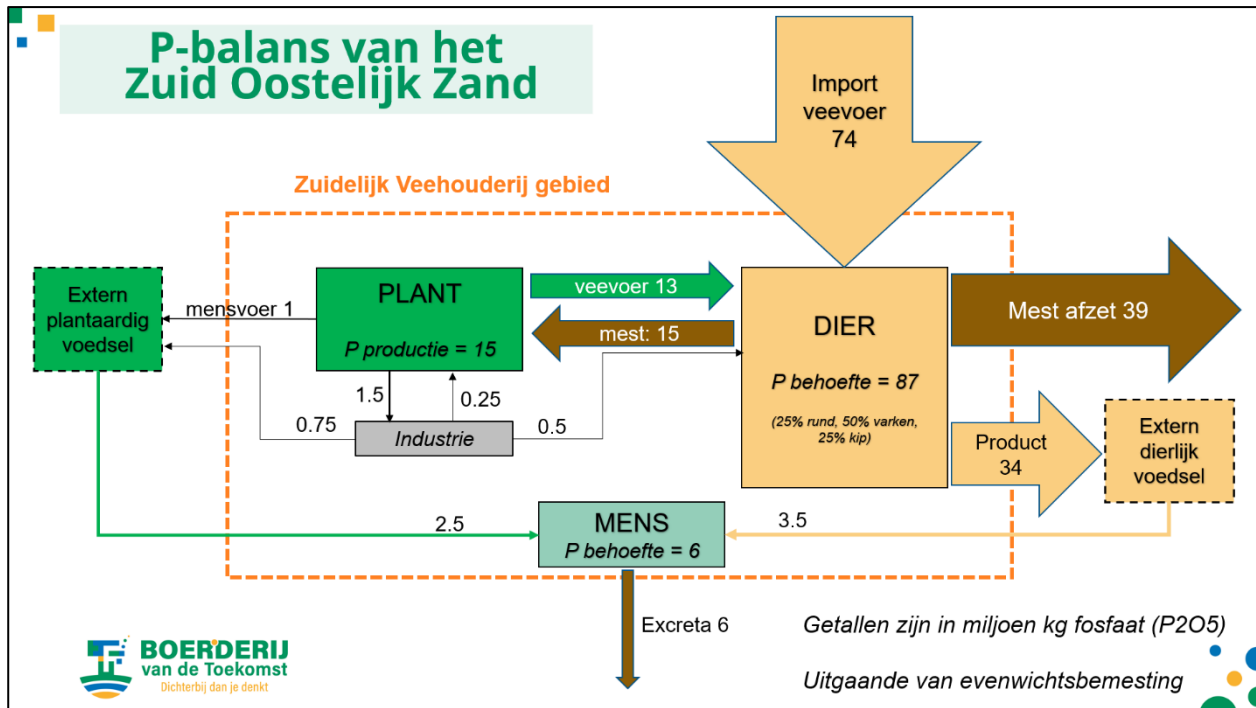 P-balans van het
Zuid Oostelijk Zand
Import
veevoer
74
Zuidelijk Veehouderij gebied
Extern
plantaardig
voedsel
mensvoer 1
PLANT
P productie = 15
veevoer 13
mest: 15
DIER
P behoefte = 87
(25% rund, 50% varken,
25% kip)
Mest afzet 39
1.5
0.25
0.75
Industrie
0.5
Product
34
Extern
dierlijk
voedsel
2.5
MENS
P behoefte = 6
3.5
Excreta 6
Getallen zijn in miljoen kg fosfaat (P2O5)
Uitgaande van evenwichtsbemesting
BOERDERIJ
van de Toekomst
Dichterbij dan je denkt